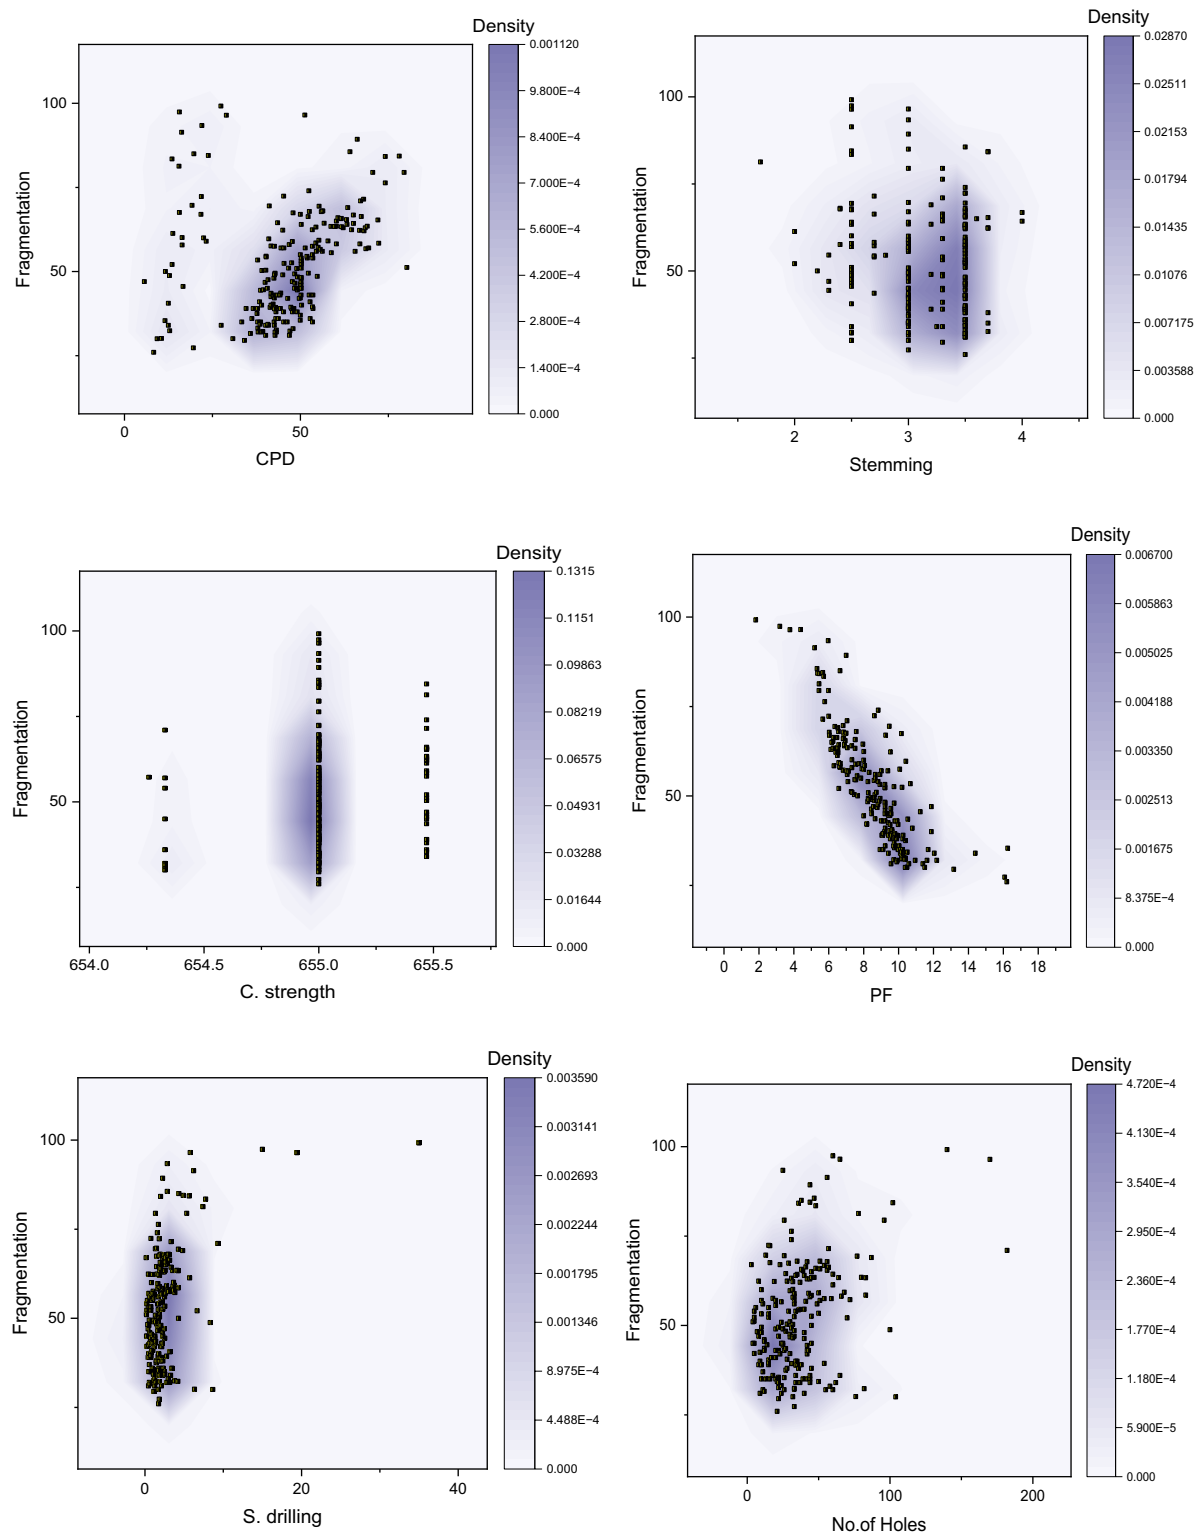 Density
0.001120
9.800E−4
8.400E−4
7.000E−4
5.600E−4
4.200E−4
2.800E−4
1.400E−4
0.000
100
50
Fragmentation
0
50
CPD
Density
0.02870
0.02511
0.02153
0.01794
0.01435
0.01076
0.007175
0.003588
0.000
100
50
Fragmentation
2
3
4
Stemming
Density
0.1315
0.1151
0.09863
0.08219
0.06575
0.04931
0.03288
0.01644
0.000
100
50
Fragmentation
654.0
654.5
655.0
655.5
C. strength
Density
0.006700
0.005863
0.005025
0.004188
0.003350
0.002513
0.001675
8.375E−4
0.000
100
50
Fragmentation
0 2 4 6 8 10 12 14 16 18
PF
Density
0.003590
0.003141
0.002693
0.002244
0.001795
0.001346
8.975E−4
4.488E−4
0.000
100
50
Fragmentation
0
20
40
S. drilling
Density
4.720E−4
4.130E−4
3.540E−4
2.950E−4
2.360E−4
1.770E−4
1.180E−4
5.900E−5
0.000
100
50
Fragmentation
0
100
200
No.of Holes